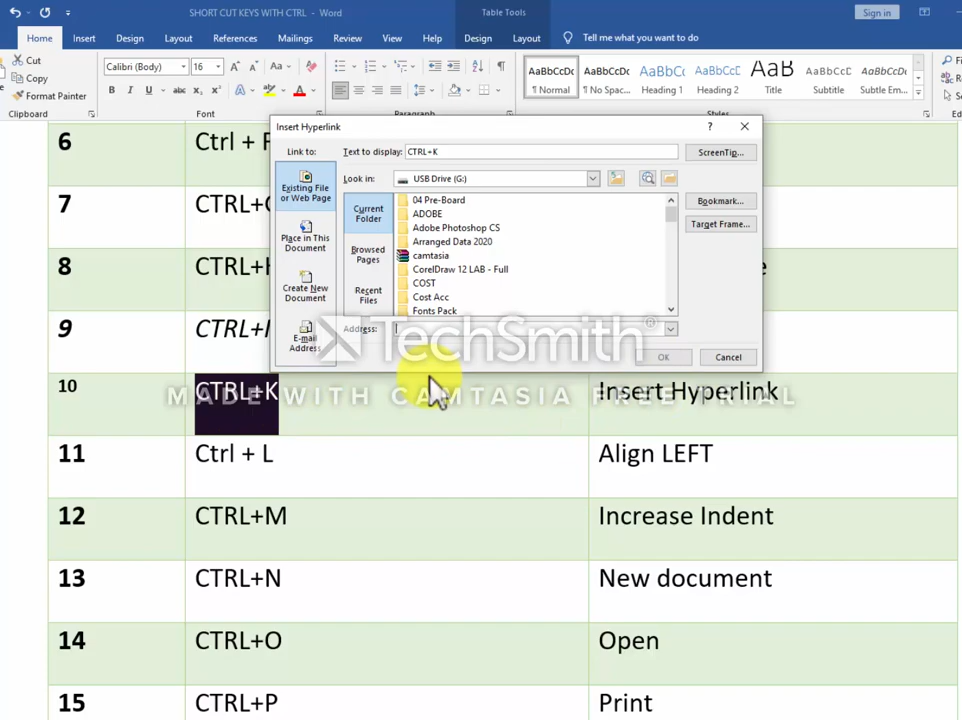 SHORT CUT KEYS WITH CTRL - Word
Table Tools
Sign in
Home Insert Design Layout References Mailings Review View Help Design Layout Tell me what you want to do
Cut
Copy
Format Painter
Clipboard
Calibri (Body) 16
Aa
B I U abc x₂ x²
Font
Paragraph
AaBbCcDc AaBbCcDc AaBbCc AaBbCcD AaB AaBbCcD AaBbCcDc
¶ Normal ¶ No Spac... Heading 1 Heading 2 Title Subtitle Subtle Em...
Styles
Insert Hyperlink
Link to:
Text to display: CTRL+K
ScreenTip...
Existing File or Web Page
Look in: USB Drive (G:)
Place in This Document
Create New Document
E-mail Address
Current Folder
Browsed Pages
Recent Files
04 Pre-Board
ADOBE
Adobe Photoshop CS
Arranged Data 2020
camtasia
CorelDraw 12 LAB - Full
COST
Cost Acc
Fonts Pack
Bookmark...
Target Frame...
Address:
OK Cancel
TechSmith®
MADE WITH CAMTASIA FREE TRIAL
6 Ctrl + F
7
8
9
10 CTRL+K Insert Hyperlink
11 Ctrl + L Align LEFT
12 CTRL+M Increase Indent
13 CTRL+N New document
14 CTRL+O Open
15 CTRL+P Print